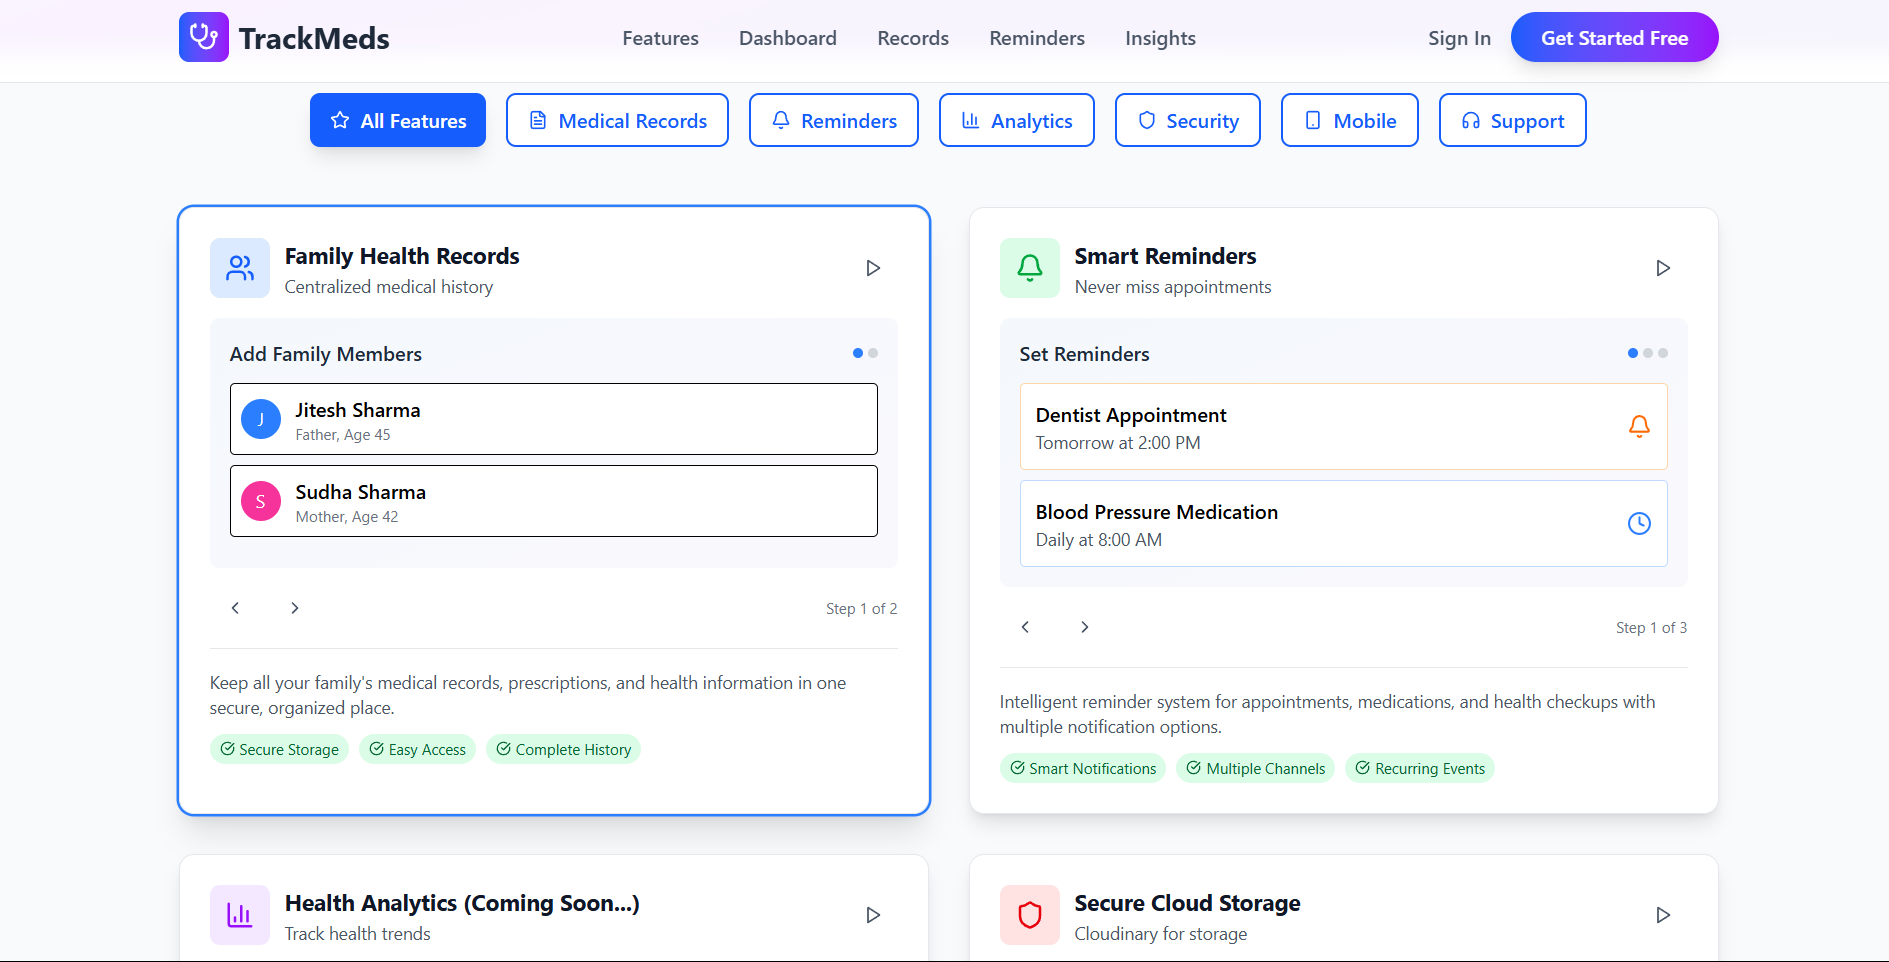 TrackMeds
Features
Dashboard
Records
Reminders
Insights
Sign In
Get Started Free
All Features
Medical Records
Reminders
Analytics
Security
Mobile
Support
Family Health Records
Centralized medical history
Add Family Members
J
Jitesh Sharma
Father, Age 45
S
Sudha Sharma
Mother, Age 42
Step 1 of 2
Keep all your family's medical records, prescriptions, and health information in one
secure, organized place.
Secure Storage
Easy Access
Complete History
Smart Reminders
Never miss appointments
Set Reminders
Dentist Appointment
Tomorrow at 2:00 PM
Blood Pressure Medication
Daily at 8:00 AM
Step 1 of 3
Intelligent reminder system for appointments, medications, and health checkups with
multiple notification options.
Smart Notifications
Multiple Channels
Recurring Events
Health Analytics (Coming Soon...)
Track health trends
Secure Cloud Storage
Cloudinary for storage